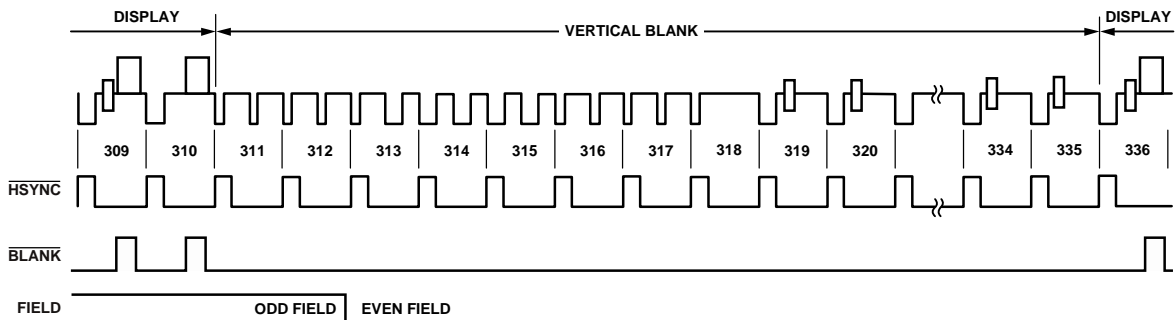 DISPLAY VERTICAL BLANK DISPLAY
309 310 311 312 313 314 315 316 317 318 319 320 334 335 336
HSYNC
BLANK
FIELD ODD FIELD EVEN FIELD